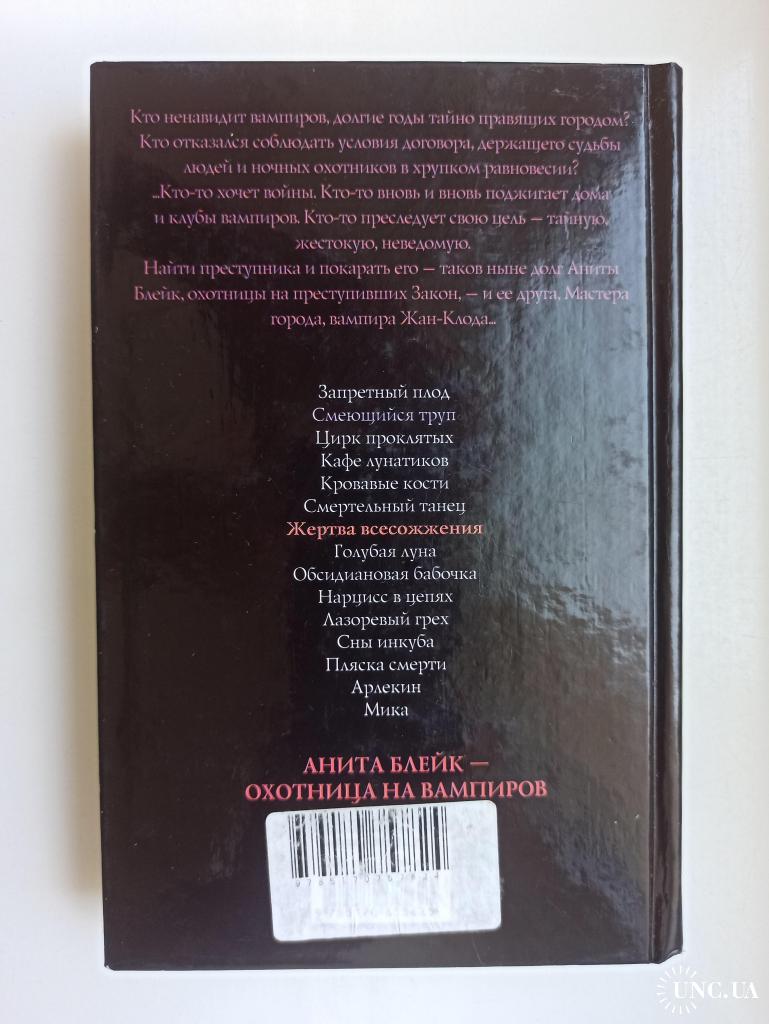 Кто ненавидит вампиров, долгие годы тайно правящих городом?
Кто отказался соблюдать условия договора, держащего судьбы
людей и ночных охотников в хрупком равновесии?
...Кто-то хочет войны. Кто-то вновь и вновь поджигает дома
и клубы вампиров. Кто-то преследует свою цель — тайную,
жестокую, неведомую.
Найти преступника и покарать его — таков ныне долг Аниты
Блейк, охотницы на преступивших Закон, — и ее друга, Мастера
города, вампира Жан-Клода...
Запретный плод
Смеющийся труп
Цирк проклятых
Кафе лунатиков
Кровавые кости
Смертельный танец
Жертва всесожжения
Голубая луна
Обсидиановая бабочка
Нарцисс в цепях
Лазоревый грех
Сны инкуба
Пляска смерти
Арлекин
Мика
АНИТА БЛЕЙК —
ОХОТНИЦА НА ВАМПИРОВ
UNC.UA